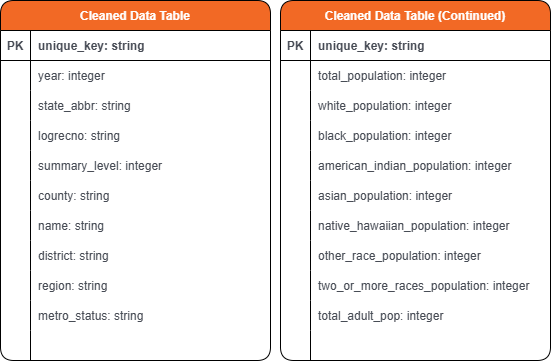 Cleaned Data Table
PK unique_key: string
year: integer
state_abbr: string
logrecno: string
summary_level: integer
county: string
name: string
district: string
region: string
metro_status: string
Cleaned Data Table (Continued)
PK unique_key: string
total_population: integer
white_population: integer
black_population: integer
american_indian_population: integer
asian_population: integer
native_hawaiian_population: integer
other_race_population: integer
two_or_more_races_population: integer
total_adult_pop: integer